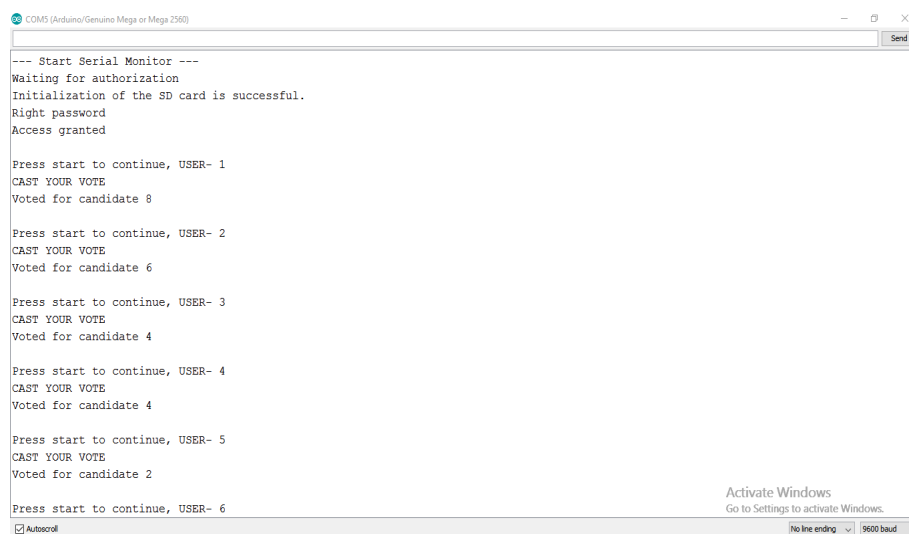 COM5 (Arduino/Genuino Mega or Mega 2560)
Send
--- Start Serial Monitor ---
Waiting for authorization
Initialization of the SD card is successful.
Right password
Access granted
Press start to continue, USER- 1
CAST YOUR VOTE
Voted for candidate 8
Press start to continue, USER- 2
CAST YOUR VOTE
Voted for candidate 6
Press start to continue, USER- 3
CAST YOUR VOTE
Voted for candidate 4
Press start to continue, USER- 4
CAST YOUR VOTE
Voted for candidate 4
Press start to continue, USER- 5
CAST YOUR VOTE
Voted for candidate 2
Press start to continue, USER- 6
Activate Windows
Go to Settings to activate Windows.
Autoscroll
No line ending
9600 baud